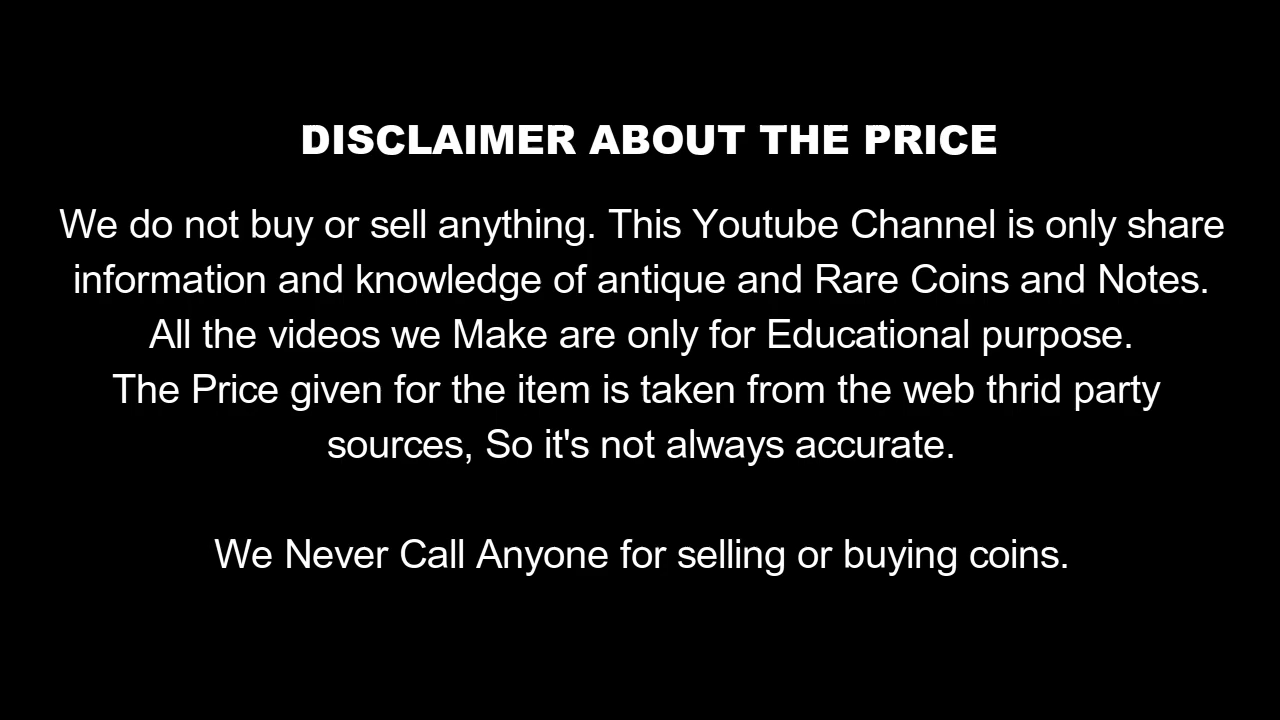 DISCLAIMER ABOUT THE PRICE
We do not buy or sell anything. This Youtube Channel is only share
information and knowledge of antique and Rare Coins and Notes.
All the videos we Make are only for Educational purpose.
The Price given for the item is taken from the web thrid party
sources, So it's not always accurate.
We Never Call Anyone for selling or buying coins.